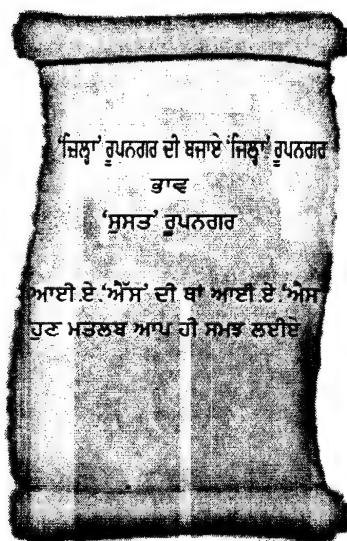 'ਜ਼ਿਲ੍ਹਾ' ਰੂਪਨਗਰ ਦੀ ਬਜਾਏ 'ਜਿਲ੍ਹਾ' ਰੂਪਨਗਰ
ਭਾਵ
'ਸੁਸਤ' ਰੂਪਨਗਰ
ਆਈ ਏ 'ਐੱਸ' ਦੀ ਥਾਂ ਆਈ ਏ 'ਐਸ'
ਹੁਣ ਮਤਲਬ ਆਪ ਹੀ ਸਮਝ ਲਈਏ